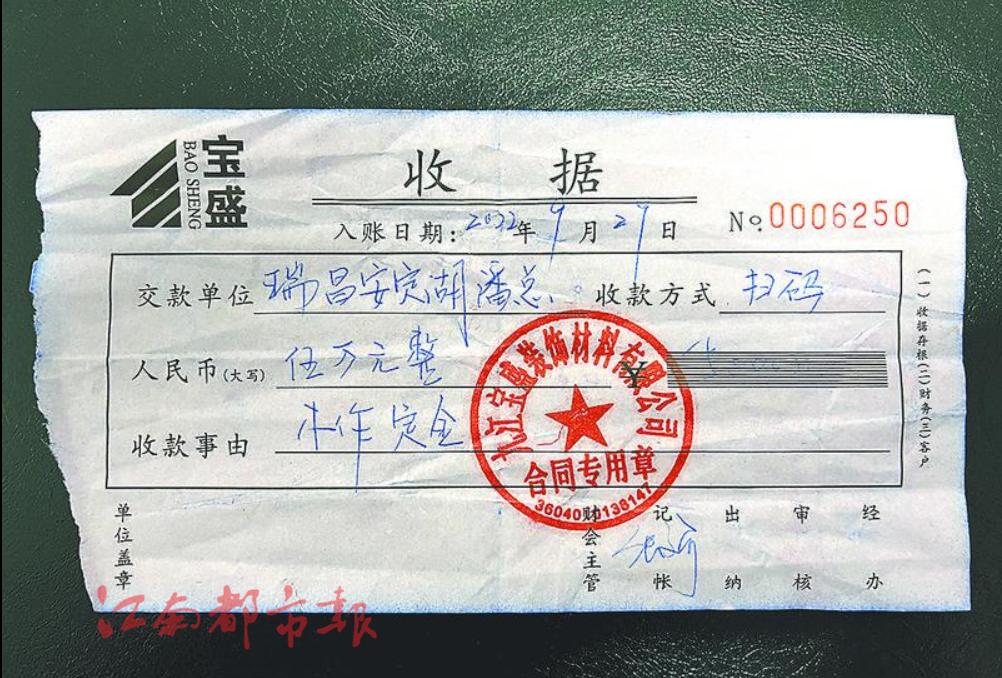 宝盛
BAO SHENG
收 据
入账日期：2022年9月29日 No.0006250
交款单位 瑞昌安定湖潘总。 收款方式 扫码
人民币(大写) 伍万元整
收款事由 木作定金
九江宝盛装饰材料有限公司
合同专用章
(一)收据存根(二)财务(三)客户
单位盖章 财会主管 记帐 出纳 审核 经办
江南都市報